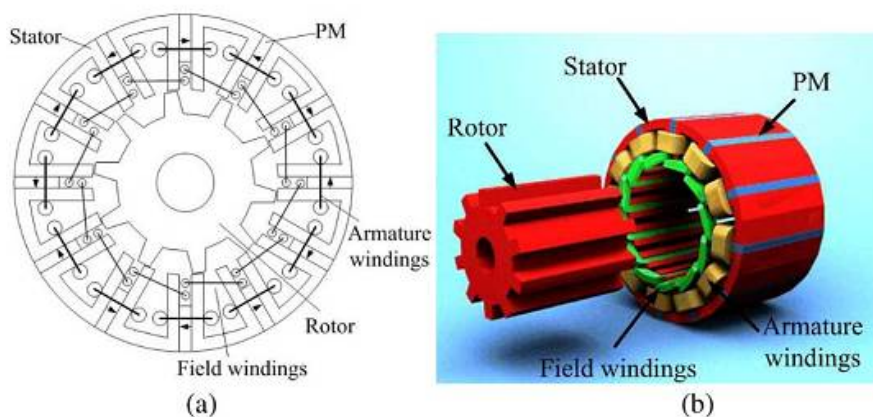 Stator
PM
Armature
windings
Rotor
Field windings
(a)
Stator
PM
Rotor
Armature
windings
Field windings
(b)